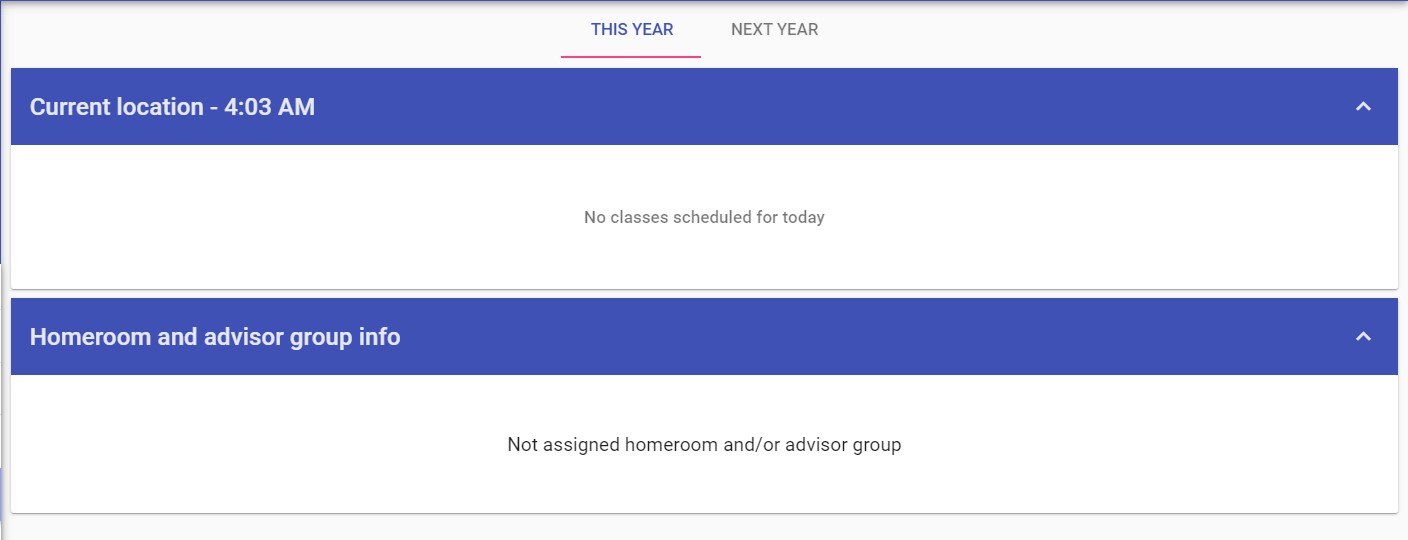 THIS YEAR NEXT YEAR
Current location - 4:03 AM
No classes scheduled for today
Homeroom and advisor group info
Not assigned homeroom and/or advisor group